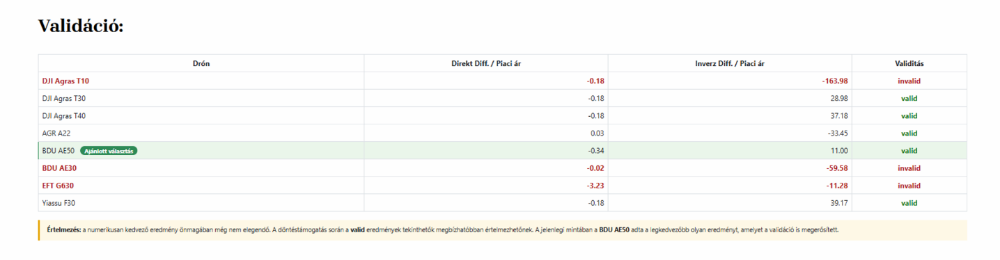 Validáció:
Drón Direkt Diff. / Piaci ár Inverz Diff. / Piaci ár Validitás
DJI Agras T10 -0.18 -163.98 invalid
DJI Agras T30 -0.18 28.98 valid
DJI Agras T40 -0.18 37.18 valid
AGR A22 0.03 -33.45 valid
BDU AE50 Ajánlott választás -0.34 11.00 valid
BDU AE30 -0.02 -59.58 invalid
EFT G630 -3.23 -11.28 invalid
Yiassu F30 -0.18 39.17 valid
Értelmezés: a numerikusan kedvező eredmény önmagában még nem elegendő. A döntéstámogatás során a valid eredmények tekinthetők megbízhatóbban értelmezhetőnek. A jelenlegi mintában a BDU AE50 adta a legkedvezőbb olyan eredményt, amelyet a validáció is megerősített.